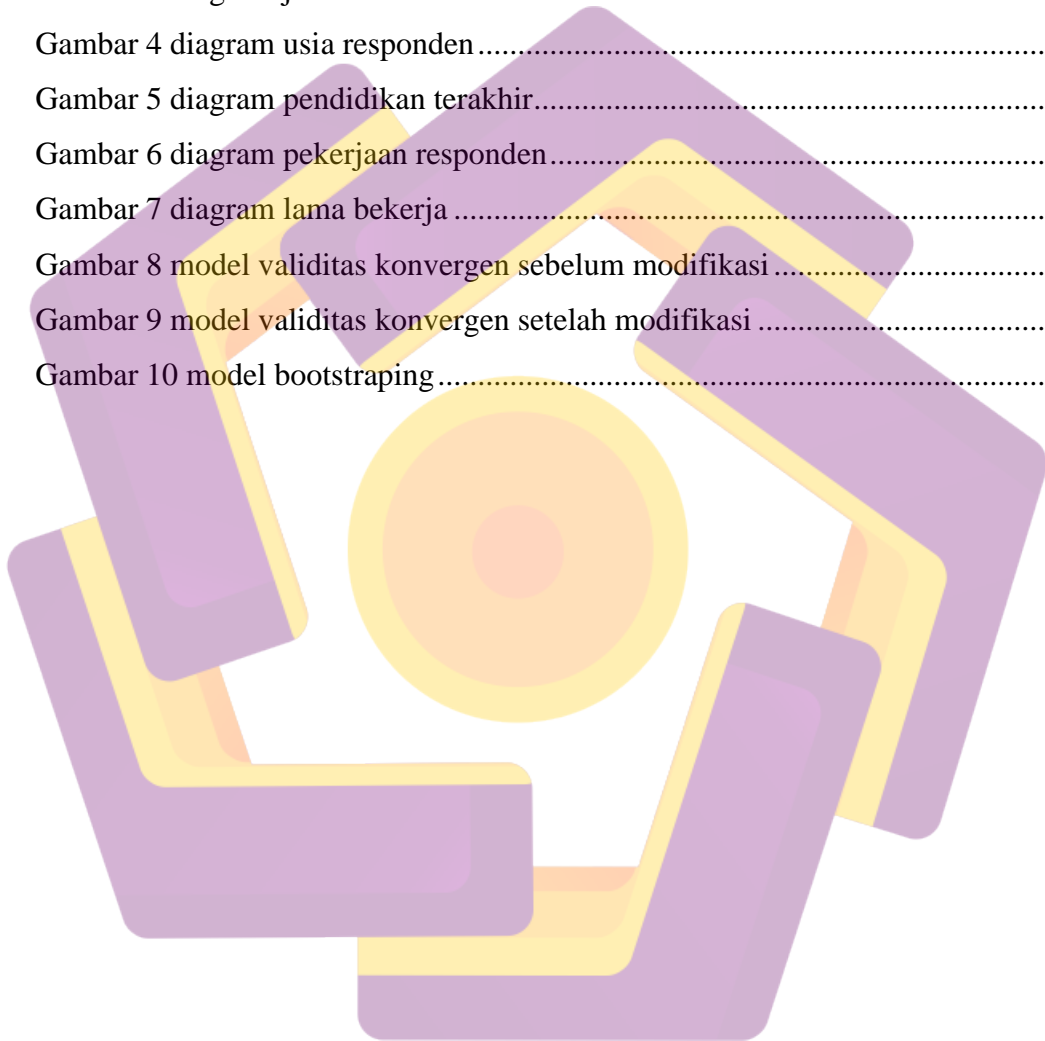 Gambar 4 diagram usia responden........................................................................
Gambar 5 diagram pendidikan terakhir.................................................................
Gambar 6 diagram pekerjaan responden..............................................................
Gambar 7 diagram lama bekerja..........................................................................
Gambar 8 model validitas konvergen sebelum modifikasi..................................
Gambar 9 model validitas konvergen setelah modifikasi....................................
Gambar 10 model bootstraping............................................................................